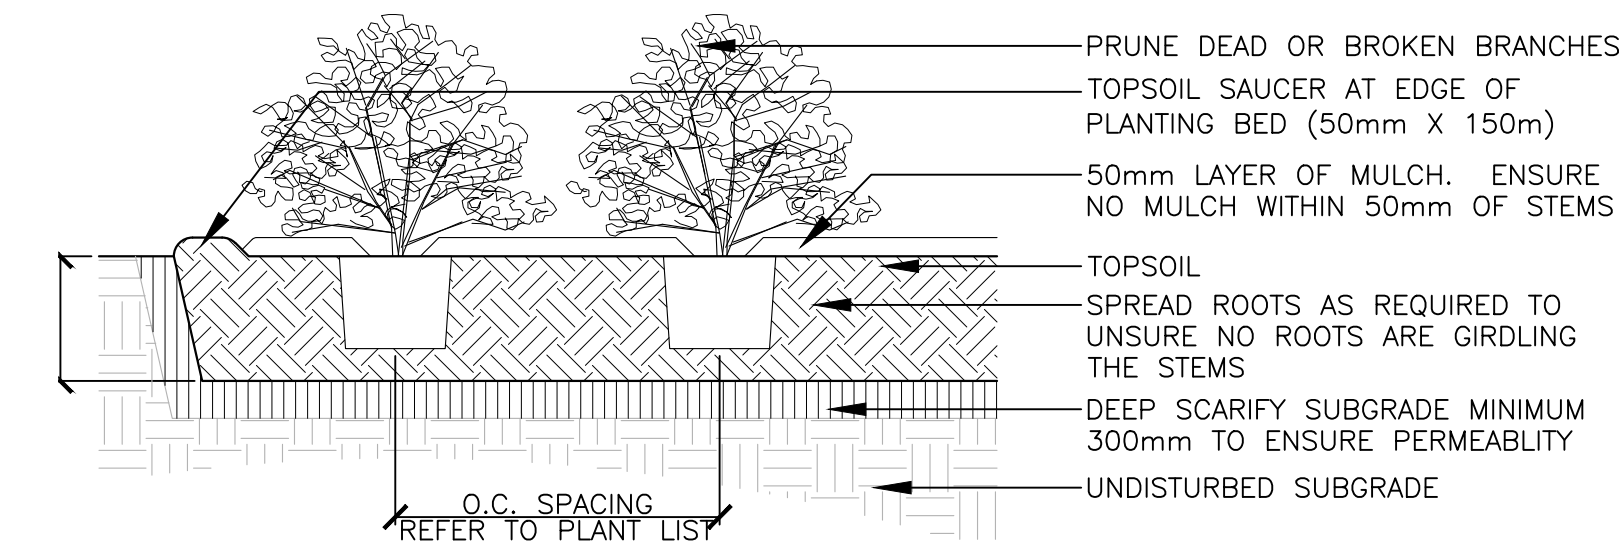 PRUNE DEAD OR BROKEN BRANCHES
TOPSOIL SAUCER AT EDGE OF
PLANTING BED (50mm X 150m)
50mm LAYER OF MULCH. ENSURE
NO MULCH WITHIN 50mm OF STEMS
TOPSOIL
SPREAD ROOTS AS REQUIRED TO
UNSURE NO ROOTS ARE GIRDLING
THE STEMS
DEEP SCARIFY SUBGRADE MINIMUM
300mm TO ENSURE PERMEABLITY
UNDISTURBED SUBGRADE
O.C. SPACING
REFER TO PLANT LIST